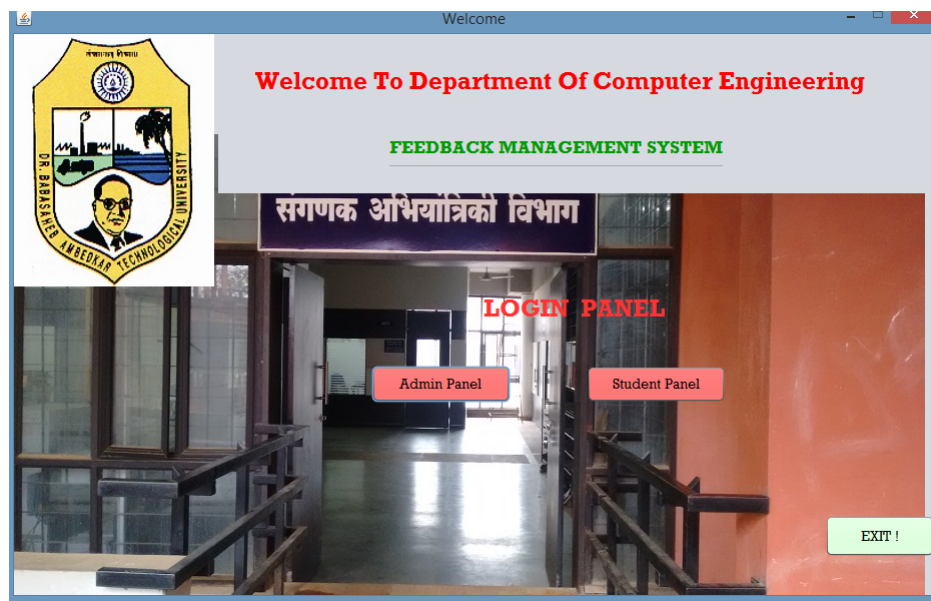 Welcome
Welcome To Department Of Computer Engineering
FEEDBACK MANAGEMENT SYSTEM
DR. BABASAHEB AMBEDKAR TECHNOLOGICAL UNIVERSITY
संगणक अभियांत्रिकी विभाग
LOGIN PANEL
Admin Panel
Student Panel
EXIT !